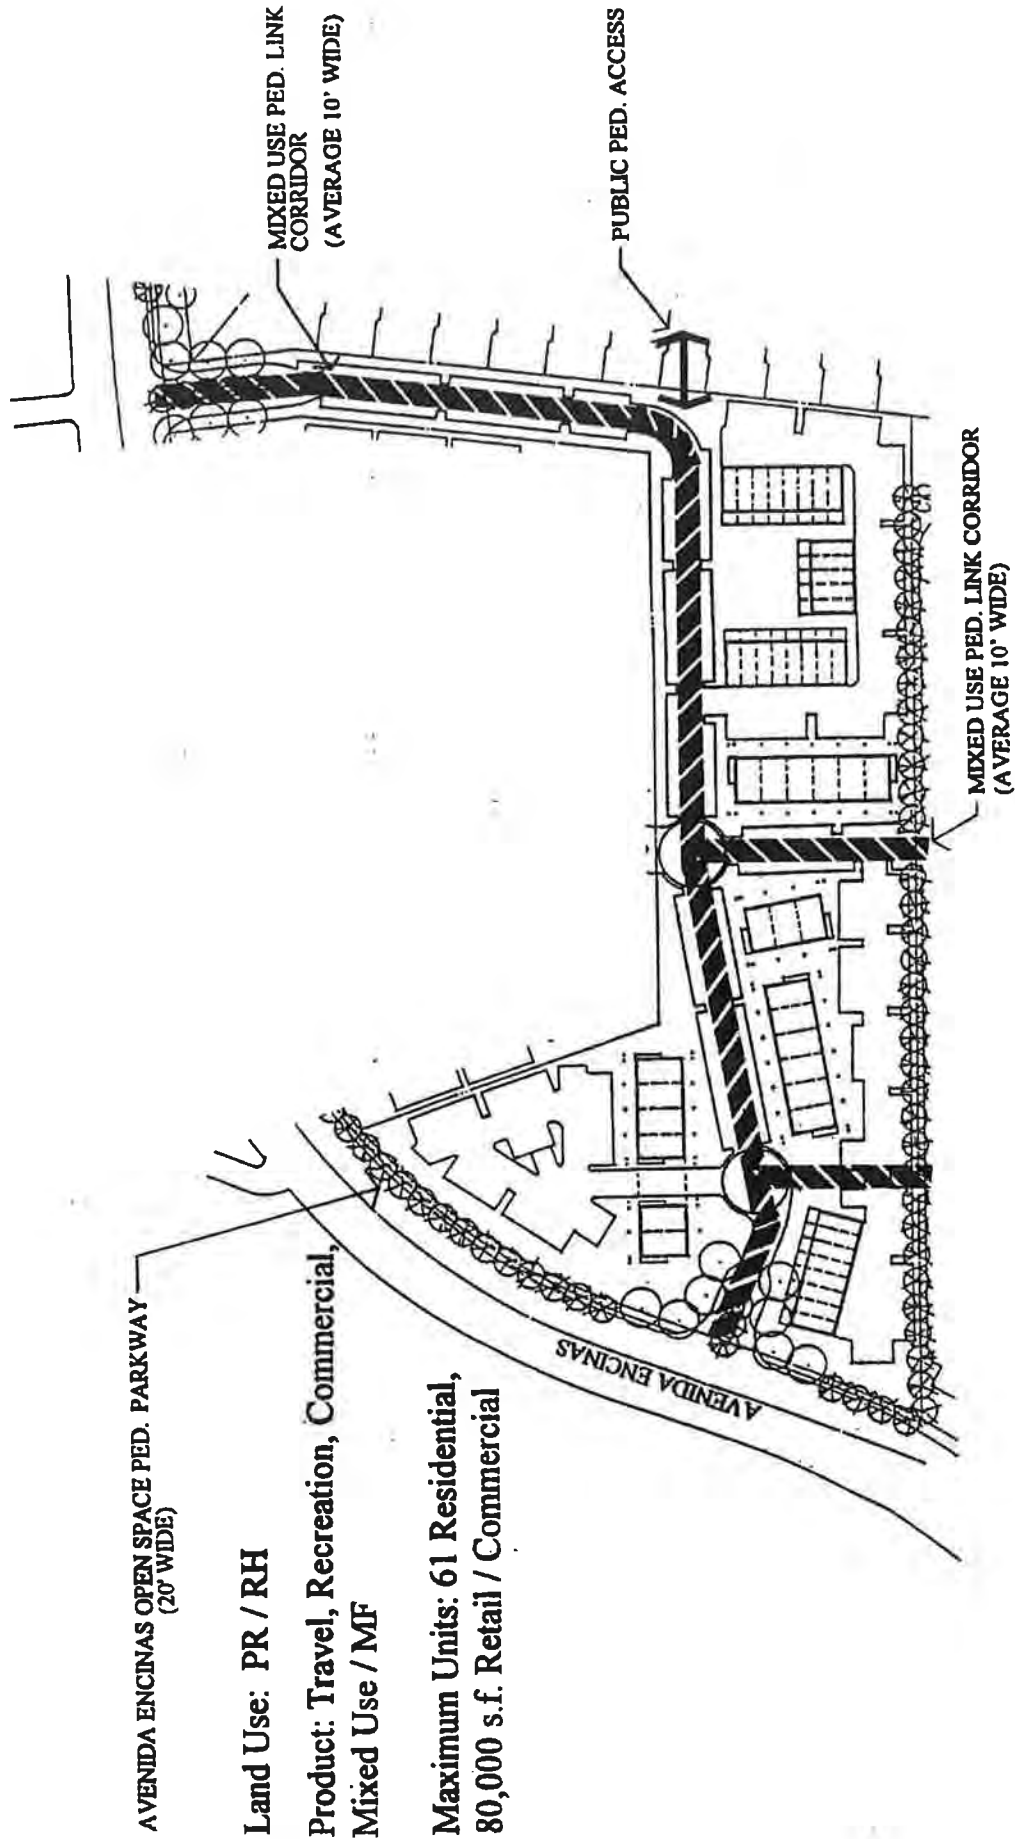 AVENIDA ENCINAS OPEN SPACE PED. PARKWAY
(20' WIDE)
Land Use: PR / RH
Product: Travel, Recreation, Commercial,
Mixed Use / MF
Maximum Units: 61 Residential,
80,000 s.f. Retail / Commercial
AVENIDA ENCINAS
MIXED USE PED. LINK
CORRIDOR
(AVERAGE 10' WIDE)
PUBLIC PED. ACCESS
MIXED USE PED. LINK CORRIDOR
(AVERAGE 10' WIDE)